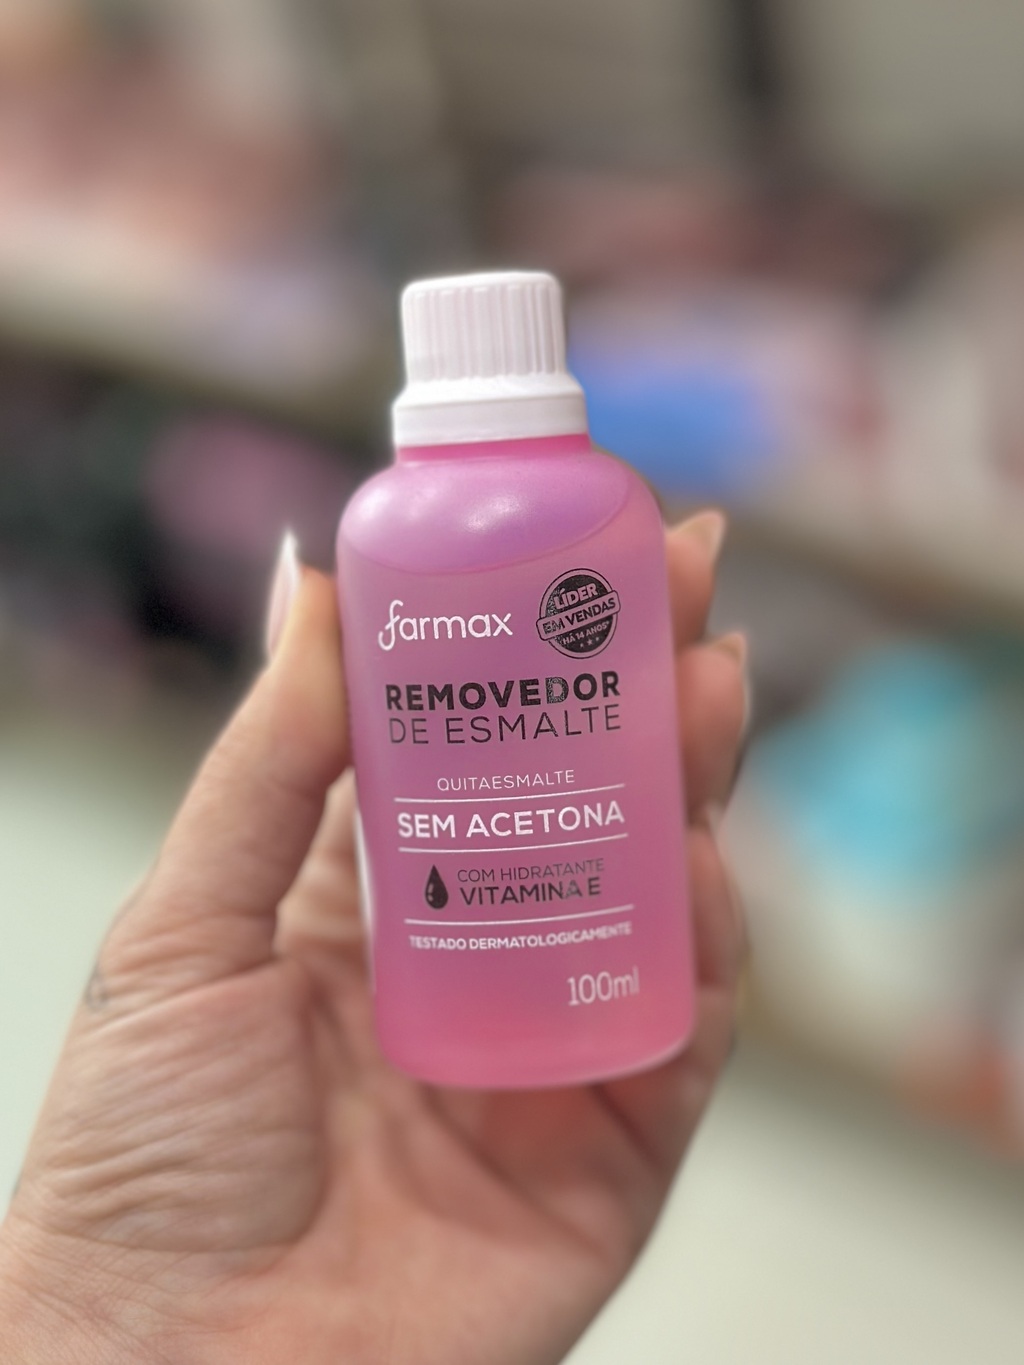 farmax
LÍDER
EM VENDAS
HÁ 14 ANOS*
REMOVEDOR
DE ESMALTE
QUITAESMALTE
SEM ACETONA
COM HIDRATANTE
VITAMINA E
TESTADO DERMATOLOGICAMENTE
100ml